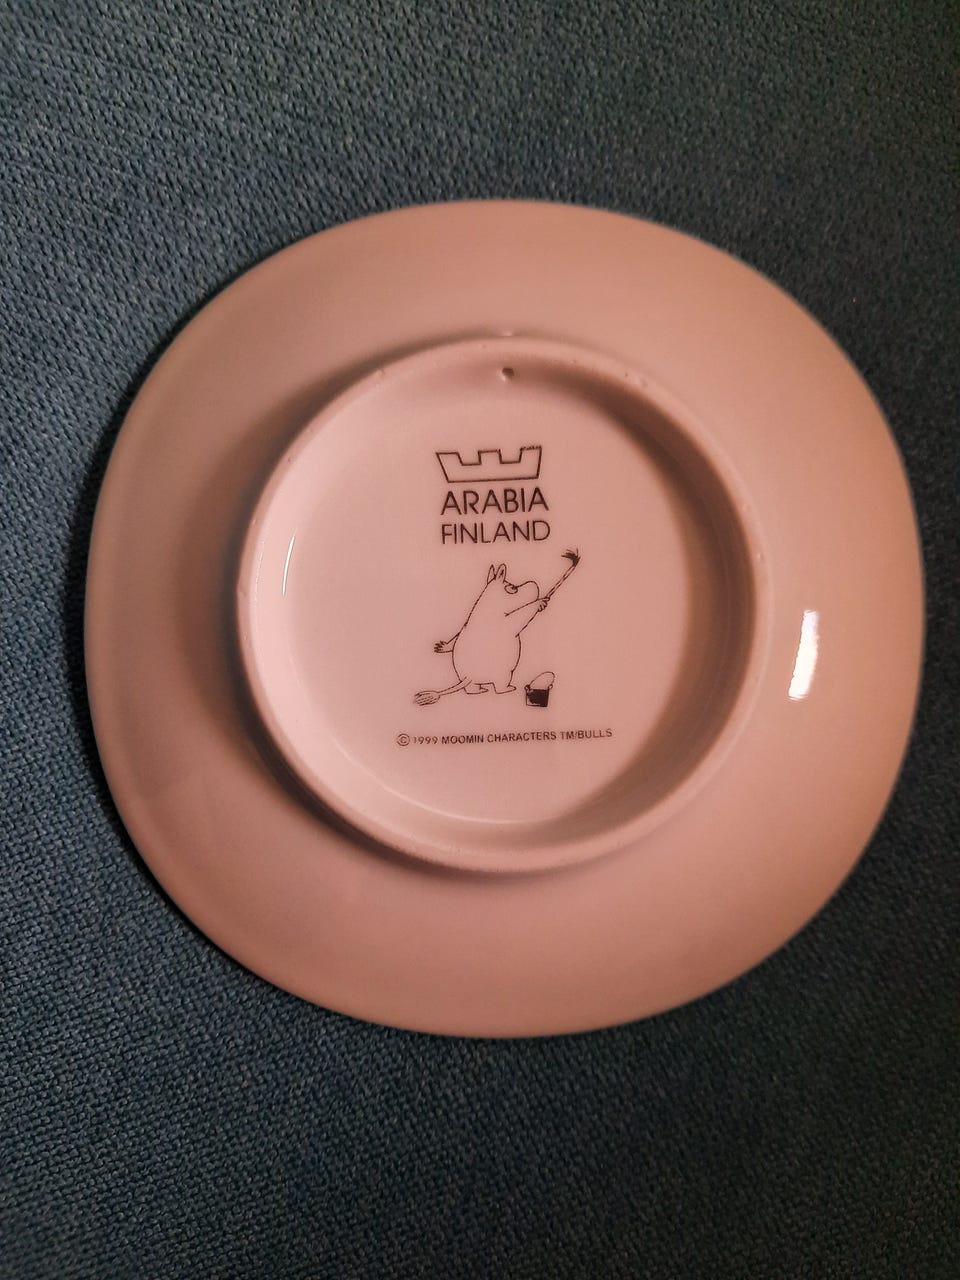 ARABIA
FINLAND
© 1999 MOOMIN CHARACTERS TM/BULLS